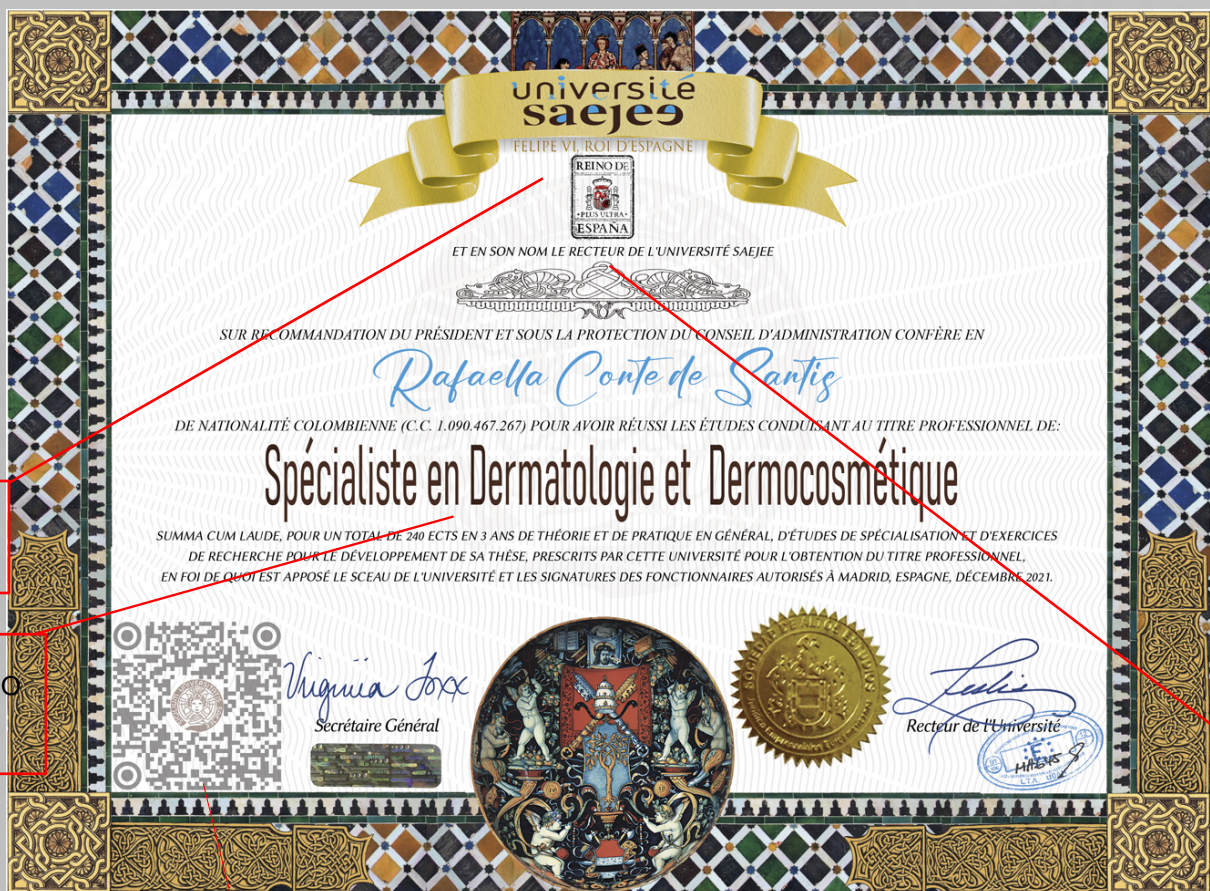 université
saejee
FELIPE VI, ROI D'ESPAGNE
REINO DE
PLUS ULTRA
ESPAÑA
ET EN SON NOM LE RECTEUR DE L'UNIVERSITÉ SAEJEE
SUR RECOMMANDATION DU PRÉSIDENT ET SOUS LA PROTECTION DU CONSEIL D'ADMINISTRATION CONFÈRE EN
Rafaella Conte de Santis
DE NATIONALITÉ COLOMBIENNE (C.C. 1.090.467.267) POUR AVOIR RÉUSSI LES ÉTUDES CONDUISANT AU TITRE PROFESSIONNEL DE:
Spécialiste en Dermatologie et Dermocosmétique
SUMMA CUM LAUDE, POUR UN TOTAL DE 240 ECTS EN 3 ANS DE THÉORIE ET DE PRATIQUE EN GÉNÉRAL, D'ÉTUDES DE SPÉCIALISATION ET D'EXERCICES
DE RECHERCHE POUR LE DÉVELOPPEMENT DE SA THÈSE, PRESCRITS PAR CETTE UNIVERSITÉ POUR L'OBTENTION DU TITRE PROFESSIONNEL,
EN FOI DE QUOI EST APPOSÉ LE SCEAU DE L'UNIVERSITÉ ET LES SIGNATURES DES FONCTIONNAIRES AUTORISÉS À MADRID, ESPAGNE, DÉCEMBRE 2021.
O
Virginia Foxx
Secrétaire Général
Leslie
Recteur de l'Université